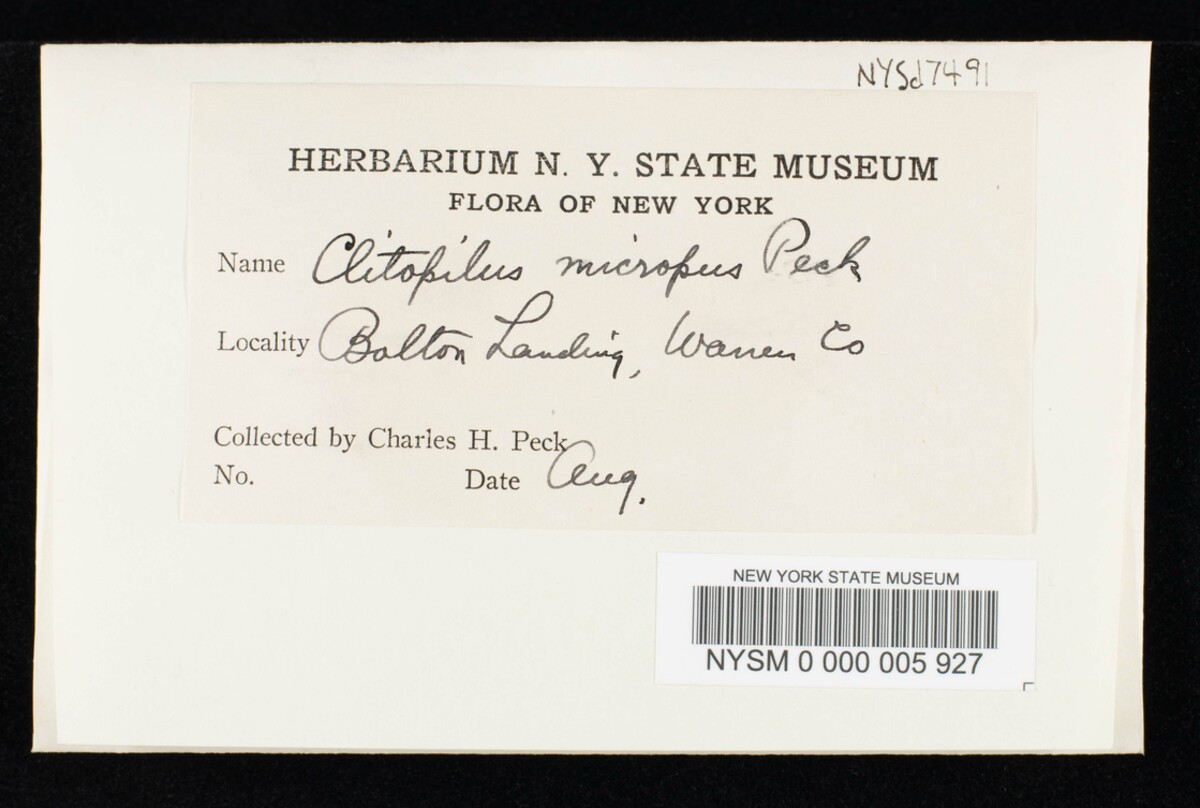 NYSd7491
HERBARIUM N. Y. STATE MUSEUM
FLORA OF NEW YORK
Name Clitopilus micropus Peck
Locality Bolton Landing, Warren Co
Collected by Charles H. Peck
No. Date Aug.
NEW YORK STATE MUSEUM
NYSM 0 000 005 927